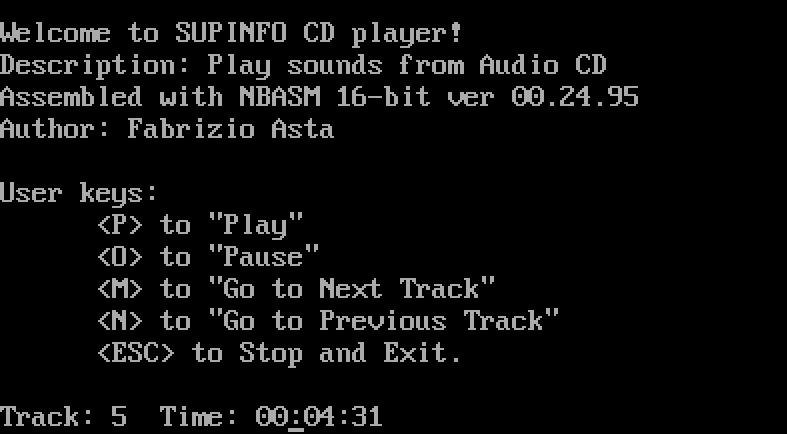 Welcome to SUPINFO CD player!
Description: Play sounds from Audio CD
Assembled with NBASM 16-bit ver 00.24.95
Author: Fabrizio Asta
User keys:
<P> to "Play"
<O> to "Pause"
<M> to "Go to Next Track"
<N> to "Go to Previous Track"
<ESC> to Stop and Exit.
Track: 5  Time: 00:04:31